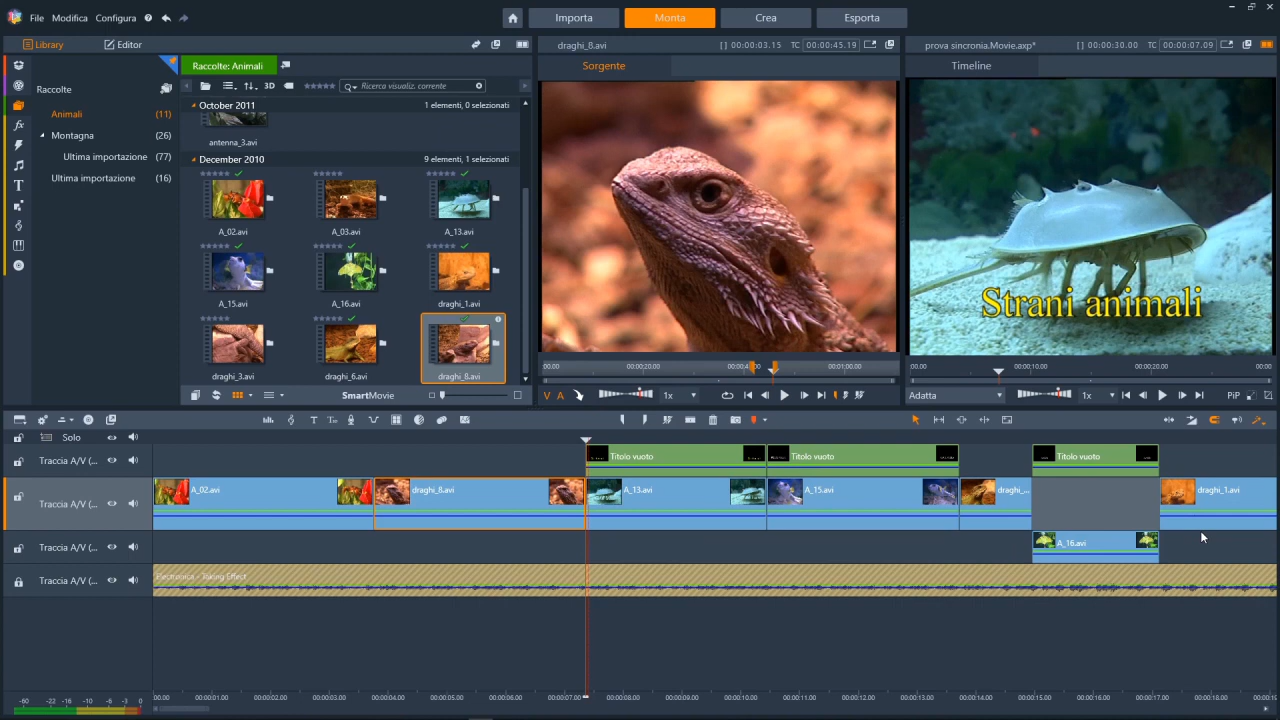 File Modifica Configura
Importa
Monta
Crea
Esporta
Library
Editor
draghi_8.avi
[] 00:00:03.15 TC 00:00:45.19
prova sincronia.Movie.axp*
[] 00:00:30.00 TC 00:00:07.09
Raccolte: Animali
Sorgente
Timeline
Raccolte
3D
Ricerca visualiz. corrente
Animali (11)
Montagna (26)
Ultima importazione (77)
Ultima importazione (16)
October 2011 1 elementi, 0 selezionati
antenna_3.avi
December 2010 9 elementi, 1 selezionati
A_02.avi
A_03.avi
A_13.avi
A_15.avi
A_16.avi
draghi_1.avi
draghi_3.avi
draghi_6.avi
draghi_8.avi
SmartMovie
Strani animali
:00.00 00:00:20.00 00:00:4 00:01:00.00
V A 1x
:00.00 00:00:10.00 00:00:20.00 00:00
Adatta 1x PiP
Solo
Traccia A/V (...
Titolo vuoto
Titolo vuoto
Titolo vuoto
Traccia A/V (...
A_02.avi
draghi_8.avi
A_13.avi
A_15.avi
draghi_...
draghi_1.avi
Traccia A/V (...
A_16.avi
Traccia A/V (...
Electronica - Taking Effect
-60 -22 -16 -10 -6 -3 0
:00.00 00:00:01.00 00:00:02.00 00:00:03.00 00:00:04.00 00:00:05.00 00:00:06.00 00:00:07.00 00:00:08.00 00:00:09.00 00:00:10.00 00:00:11.00 00:00:12.00 00:00:13.00 00:00:14.00 00:00:15.00 00:00:16.00 00:00:17.00 00:00:18.00